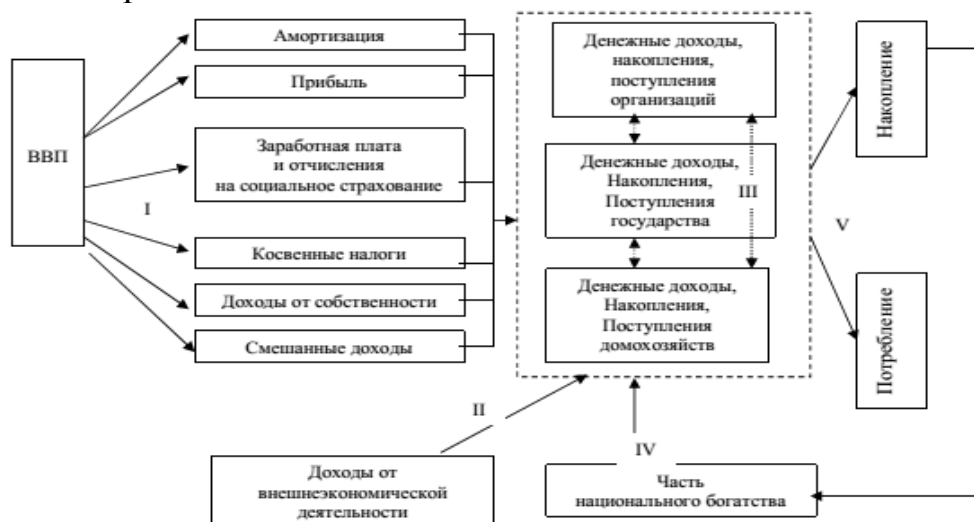 ВВП
I
Амортизация
Прибыль
Заработная плата
и отчисления
на социальное страхование
Косвенные налоги
Доходы от собственности
Смешанные доходы
Денежные доходы,
накопления,
поступления
организаций
Денежные доходы,
Накопления,
Поступления
государства
III
Денежные доходы,
Накопления,
Поступления
домохозяйств
Накопление
V
Потребление
II
IV
Доходы от
внешнеэкономической
деятельности
Часть
национального богатства